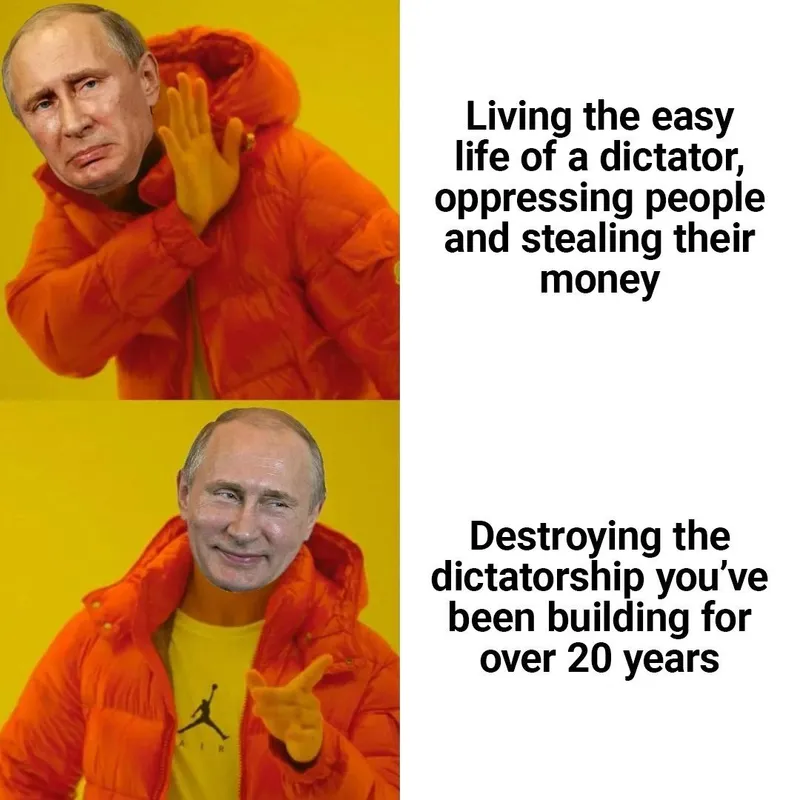 Living the easy
life of a dictator,
oppressing people
and stealing their
money
Destroying the
dictatorship you’ve
been building for
over 20 years
AIR